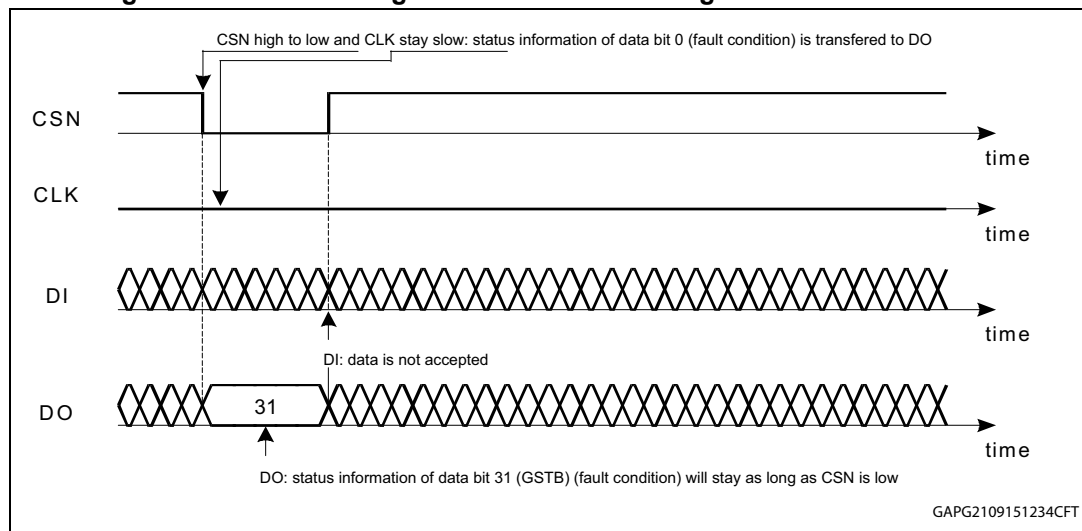 CSN high to low and CLK stay slow: status information of data bit 0 (fault condition) is transfered to DO
CSN
time
CLK
time
DI
time
DI: data is not accepted
DO
31
time
DO: status information of data bit 31 (GSTB) (fault condition) will stay as long as CSN is low
GAPG2109151234CFT